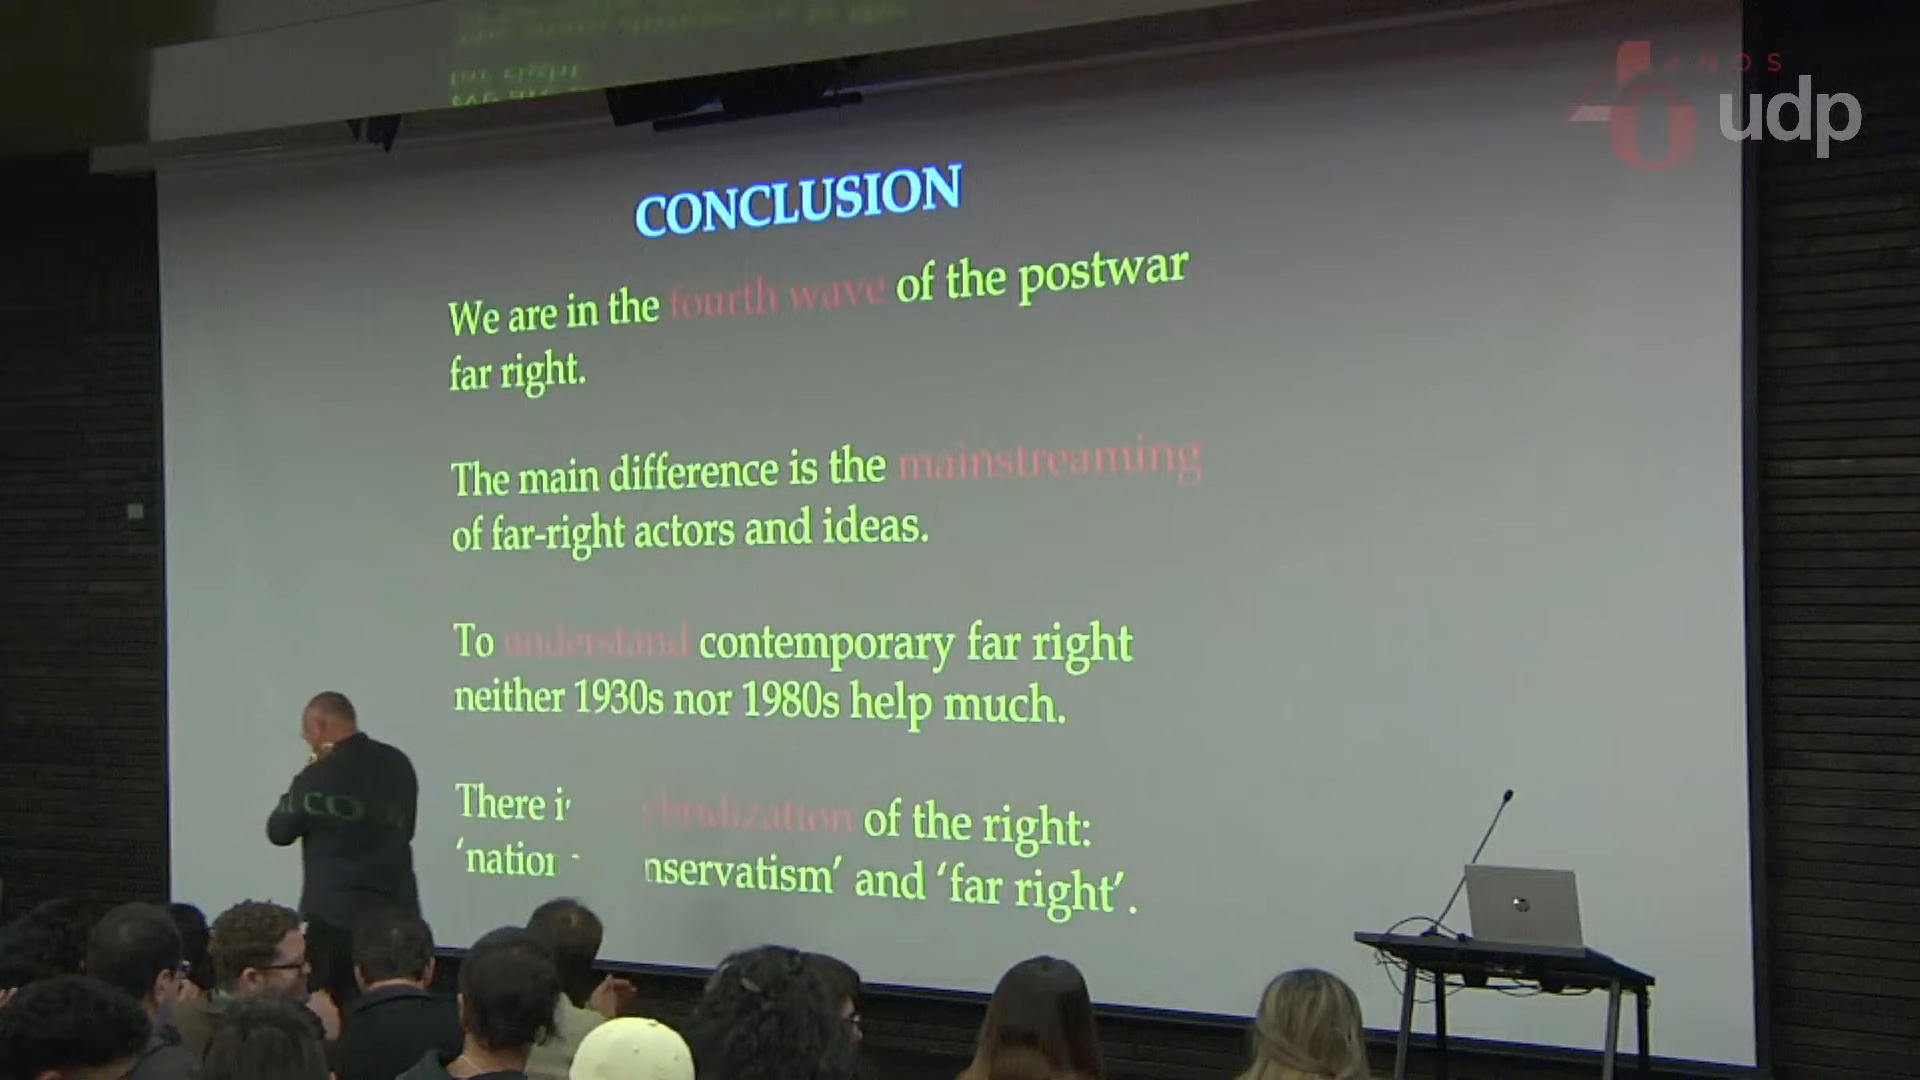 AÑOS
40 udp
CONCLUSION
We are in the fourth wave of the postwar
far right.
The main difference is the mainstreaming
of far-right actors and ideas.
To understand contemporary far right
neither 1930s nor 1980s help much.
There of the right:
and ‘far right’.